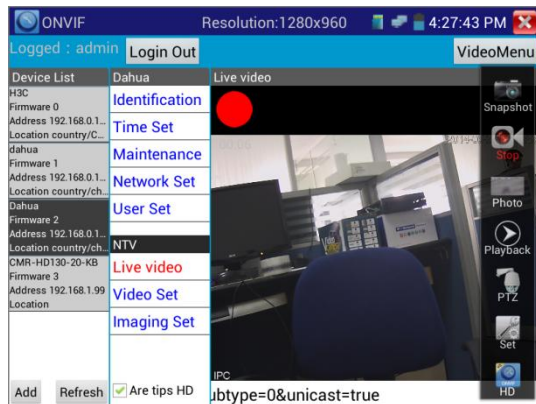 ONVIF Resolution:1280x960 4:27:43 PM
Logged : admin Login Out VideoMenu
Device List
H3C
Firmware 0
Address 192.168.0.1...
Location country/C...
dahua
Firmware 1
Address 192.168.0.1...
Location country/ch...
Dahua
Firmware 2
Address 192.168.0.1...
Location country/ch...
CMR-HD130-20-KB
Firmware 3
Address 192.168.1.99
Location
Add Refresh
Dahua
Identification
Time Set
Maintenance
Network Set
User Set
NTV
Live video
Video Set
Imaging Set
Are tips HD
Live video
IPC
ubtype=0&unicast=true
Snapshot
Stop
Photo
Playback
PTZ
Set
HD